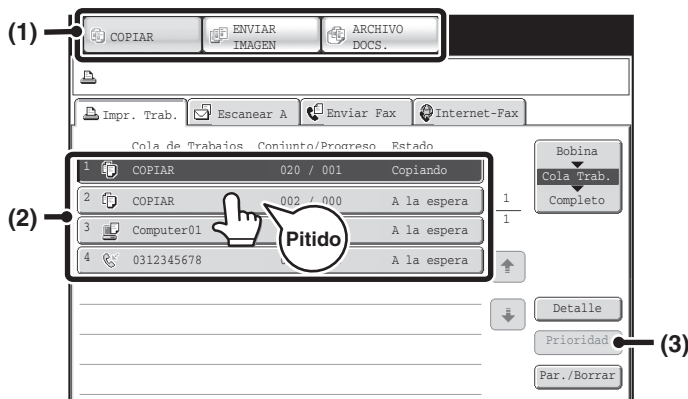 (1)
COPIAR
ENVIAR
IMAGEN
ARCHIVO
DOCS.
Impr. Trab.
Escanear A
Enviar Fax
Internet-Fax
Cola de Trabajos Conjunto/Progreso Estado
(2)
1 COPIAR 020 / 001 Copiando
2 COPIAR 002 / 000 A la espera
3 Computer01 A la espera
4 0312345678 A la espera
Pitido
1
1
Bobina
Cola Trab.
Completo
Detalle
Prioridad
(3)
Par./Borrar